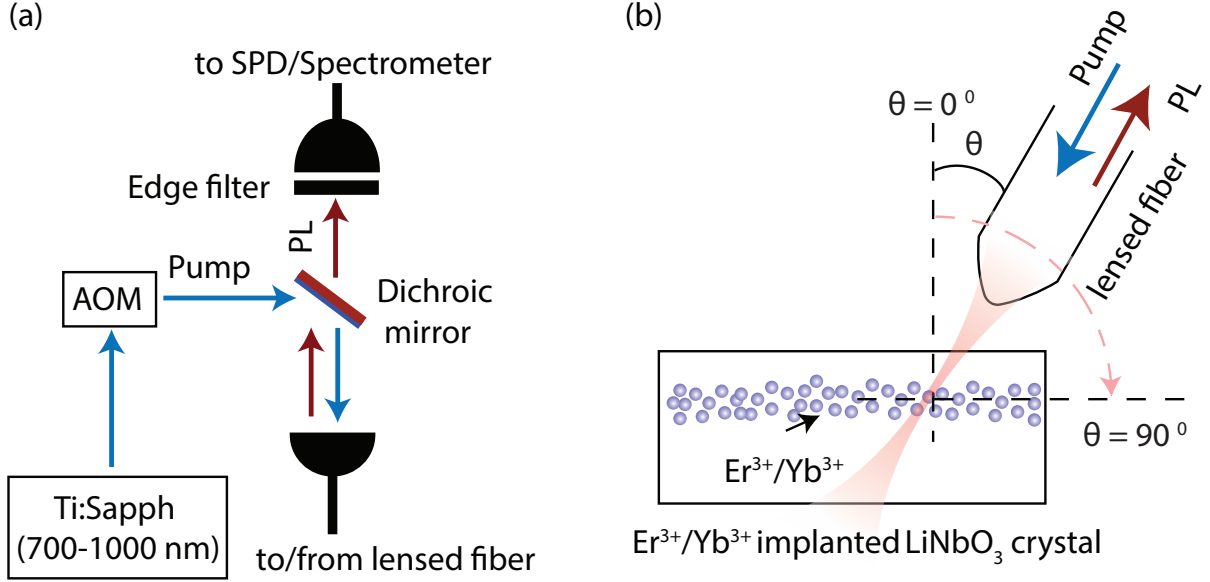 (a)
to SPD/Spectrometer
Edge filter
PL
Pump
AOM
Dichroic
mirror
Ti:Sapph
(700-1000 nm)
to/from lensed fiber
(b)
Pump
PL
θ = 0 ⁰
θ
lensed fiber
θ = 90 ⁰
Er³⁺/Yb³⁺
Er³⁺/Yb³⁺ implanted LiNbO₃ crystal